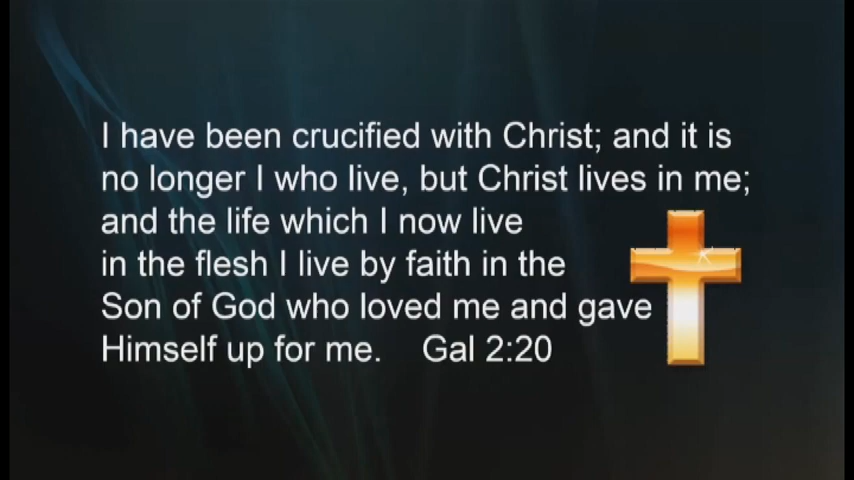 I have been crucified with Christ; and it is
no longer I who live, but Christ lives in me;
and the life which I now live
in the flesh I live by faith in the
Son of God who loved me and gave
Himself up for me. Gal 2:20